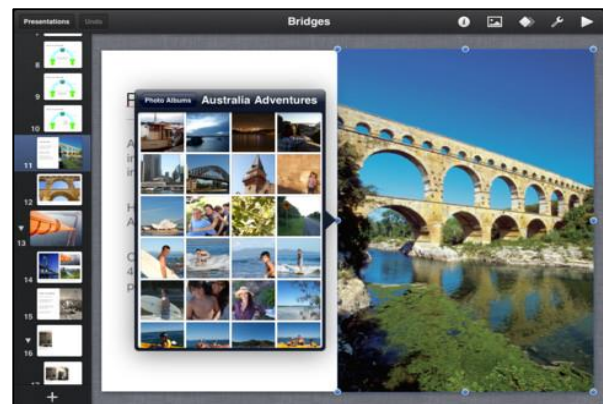 Presentations
Undo
Bridges
Photo Albums
Australia Adventures
8
9
10
11
12
13
14
15
16